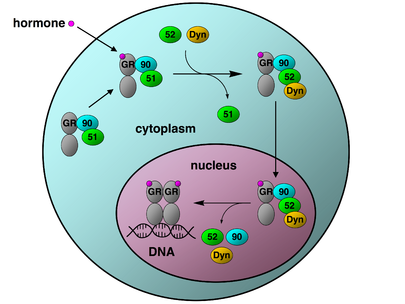 hormone
52 Dyn
GR 90
51
GR 90
52
Dyn
51
GR 90
51
cytoplasm
nucleus
GR GR
GR 90
52
Dyn
52 90
Dyn
DNA